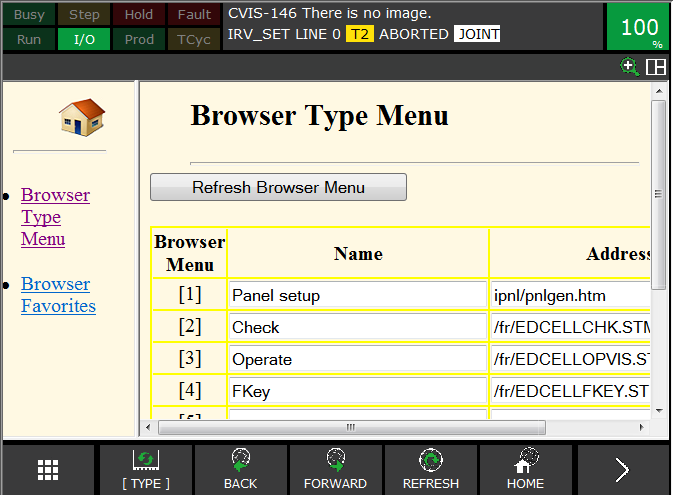 Busy Step Hold Fault CVIS-146 There is no image.
Run I/O Prod TCyc IRV_SET LINE 0 T2 ABORTED JOINT 100 %
Browser Type Menu
Refresh Browser Menu
Browser Type Menu
Browser Favorites
Browser Menu Name Address
[1] Panel setup ipnl/pnlgen.htm
[2] Check /fr/EDCELLCHK.STM
[3] Operate /fr/EDCELLOPVIS.ST
[4] FKey /fr/EDCELLFKEY.ST
[ TYPE ] BACK FORWARD REFRESH HOME